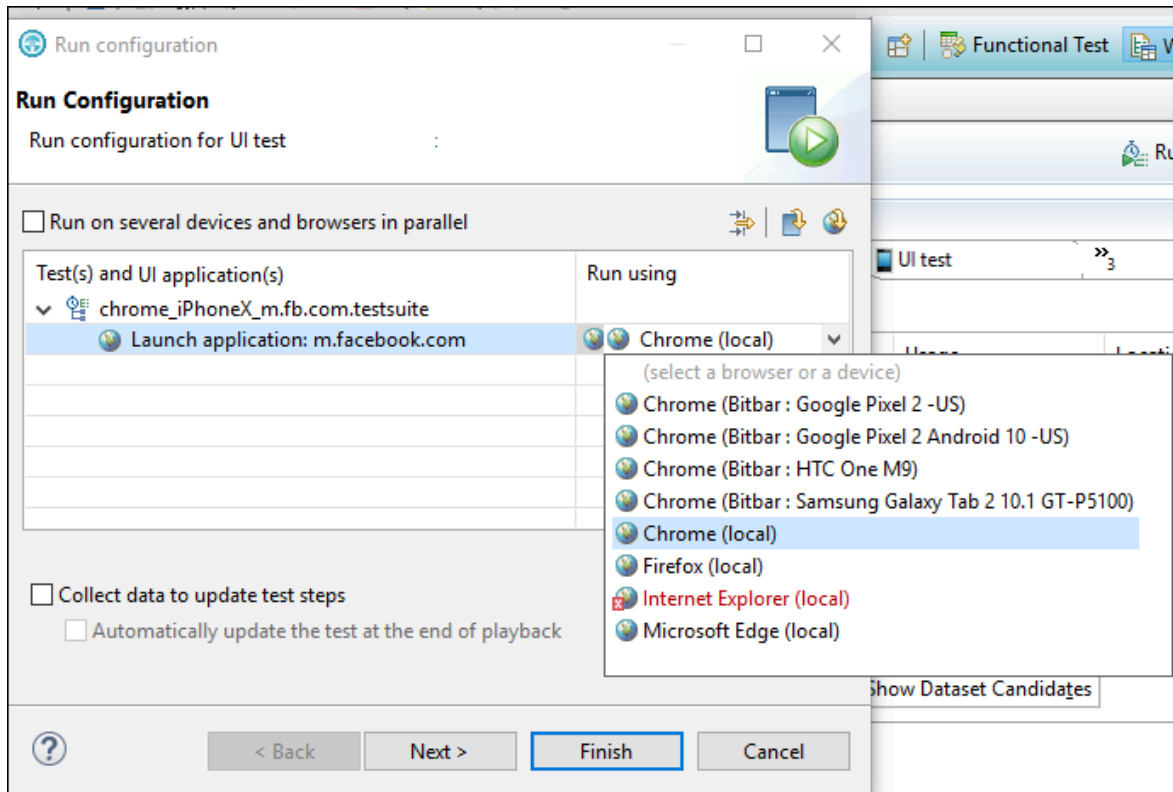 Run configuration
Functional Test
Run Configuration
Run configuration for UI test :
Run on several devices and browsers in parallel
Test(s) and UI application(s)
Run using
chrome_iPhoneX_m.fb.com.testsuite
Launch application: m.facebook.com
Chrome (local)
(select a browser or a device)
Chrome (Bitbar : Google Pixel 2 -US)
Chrome (Bitbar : Google Pixel 2 Android 10 -US)
Chrome (Bitbar : HTC One M9)
Chrome (Bitbar : Samsung Galaxy Tab 2 10.1 GT-P5100)
Chrome (local)
Firefox (local)
Internet Explorer (local)
Microsoft Edge (local)
Collect data to update test steps
Automatically update the test at the end of playback
< Back
Next >
Finish
Cancel
UI test
3
Show Dataset Candidates